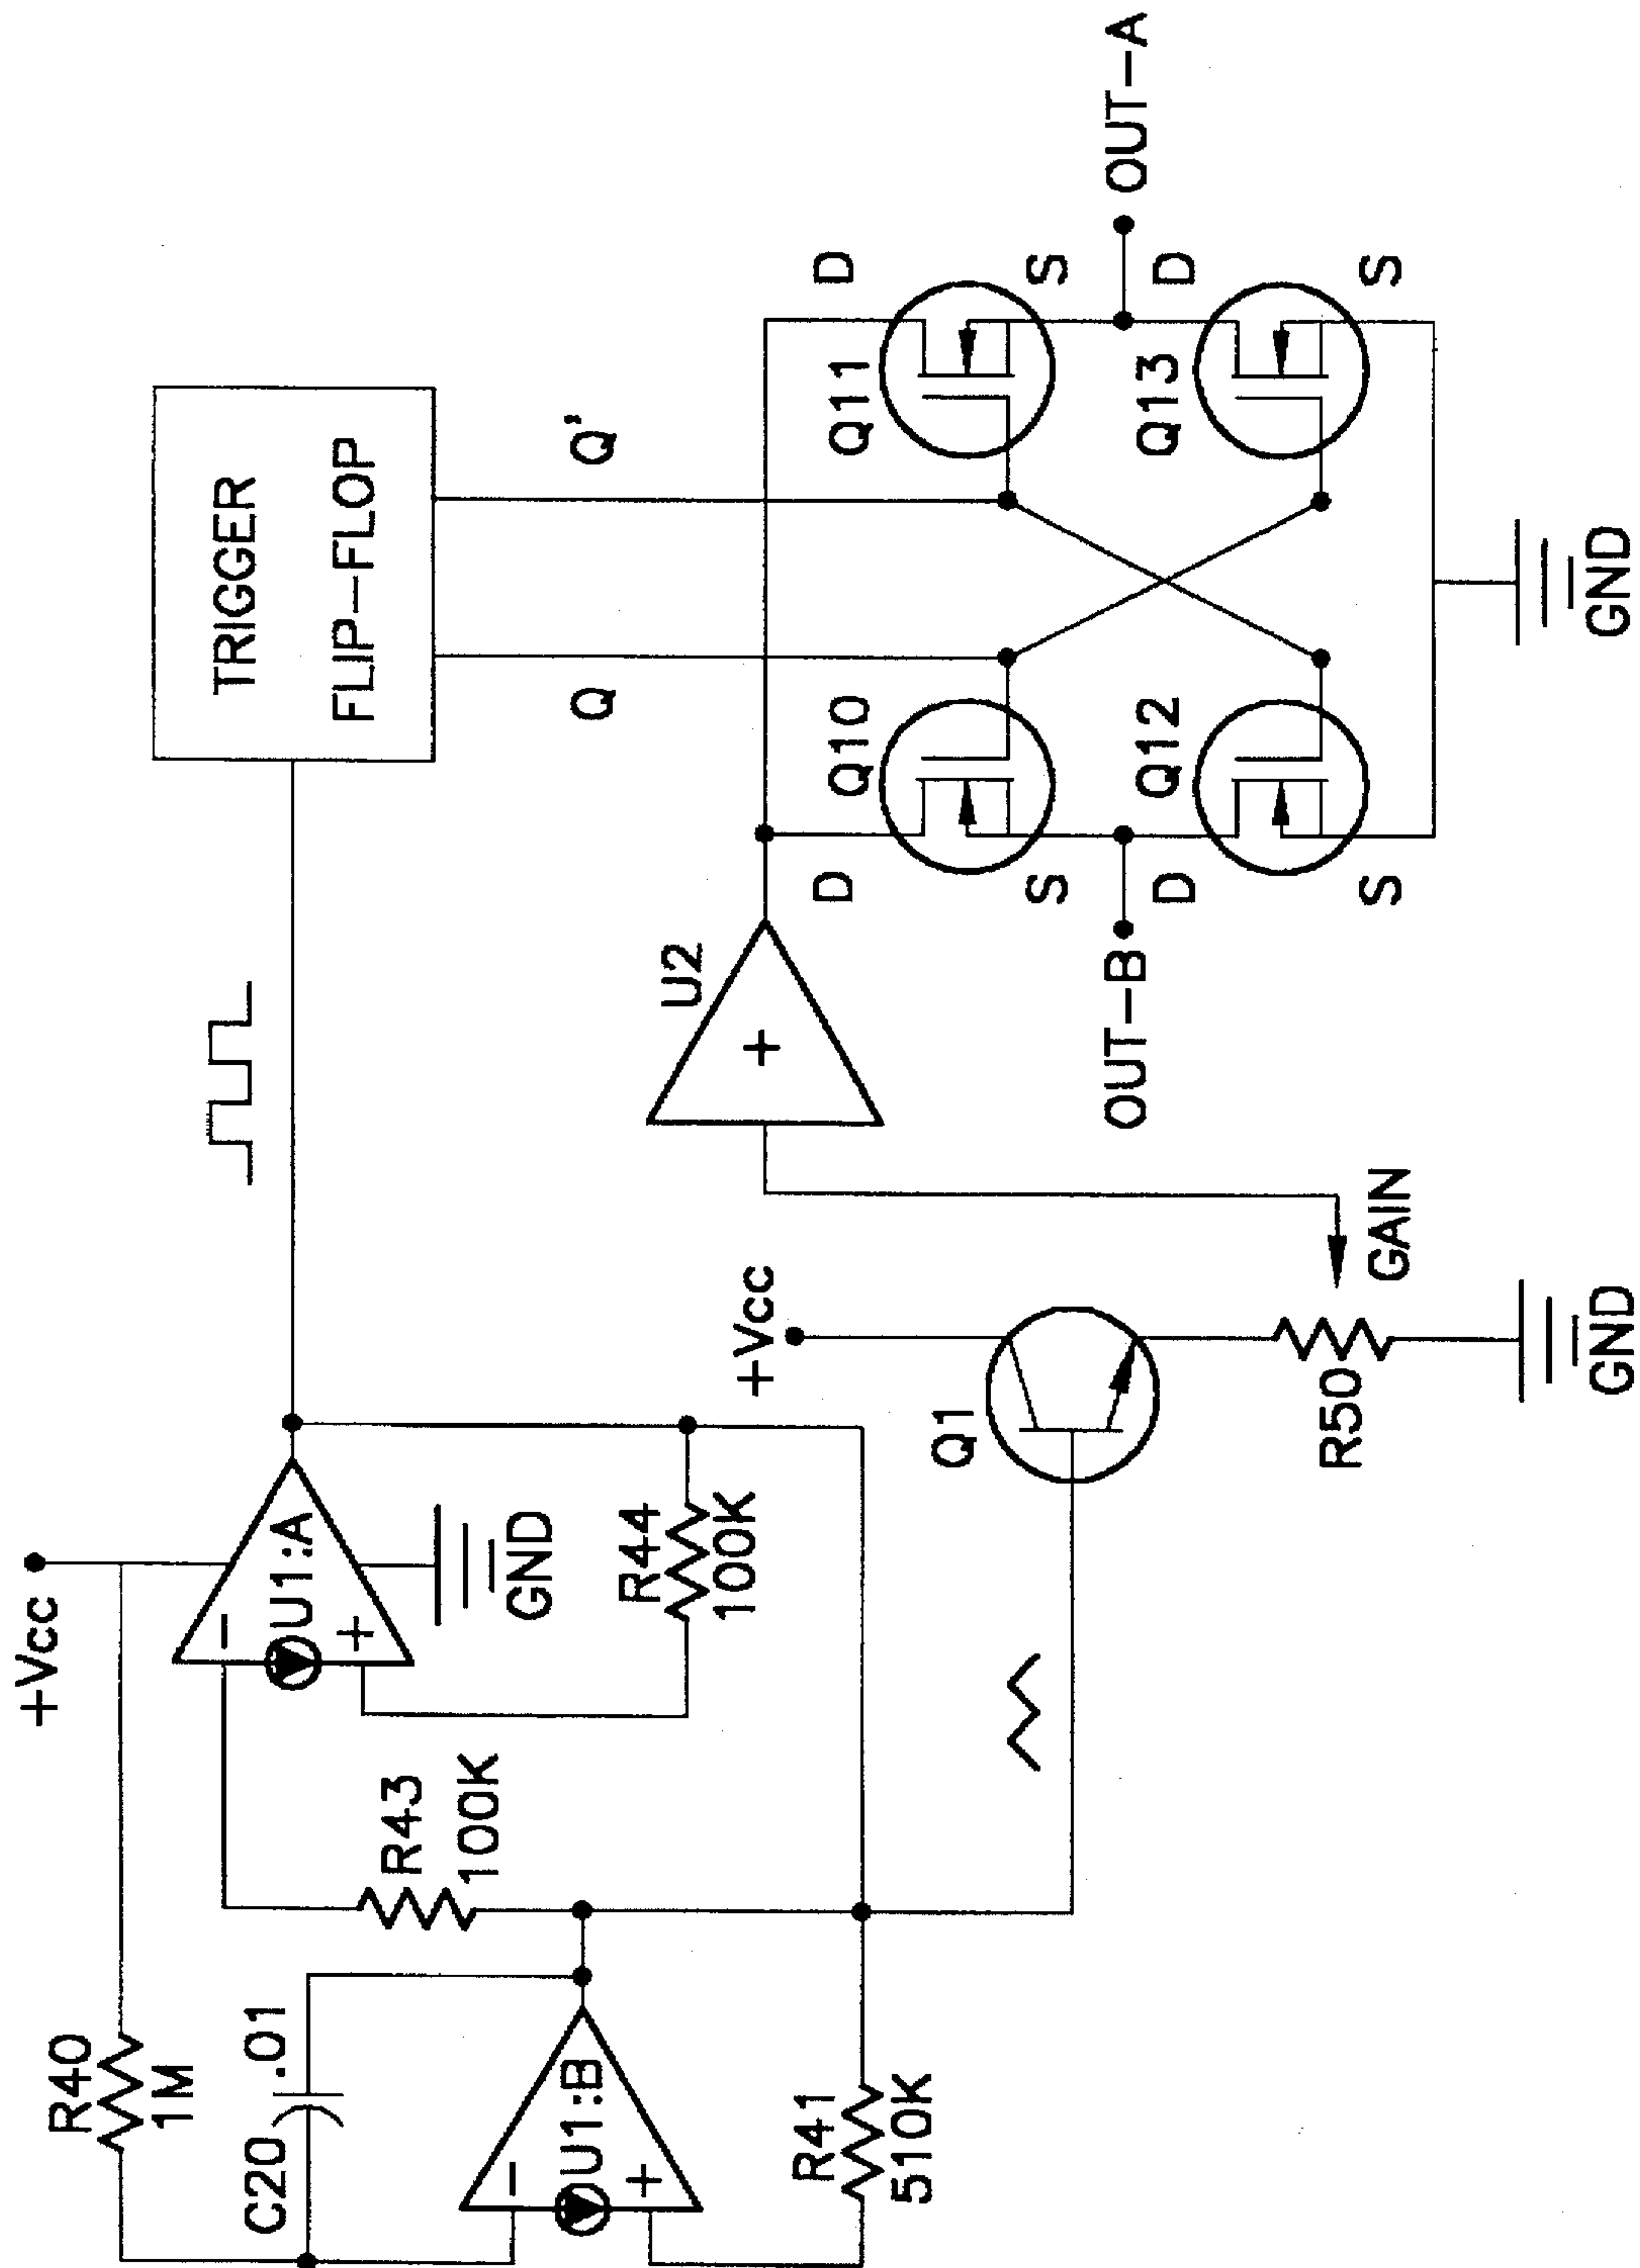 R40
1M
+Vcc
C20
.01
R43
100K
−
U1:A
+
GND
TRIGGER
FLIP−FLOP
−
U1:B
+
R44
100K
Q
Q'
R41
510K
+Vcc
U2
+
Q1
D
Q10
S
D
Q11
S
OUT−B
OUT−A
D
Q12
S
D
Q13
S
R50
GAIN
GND
GND